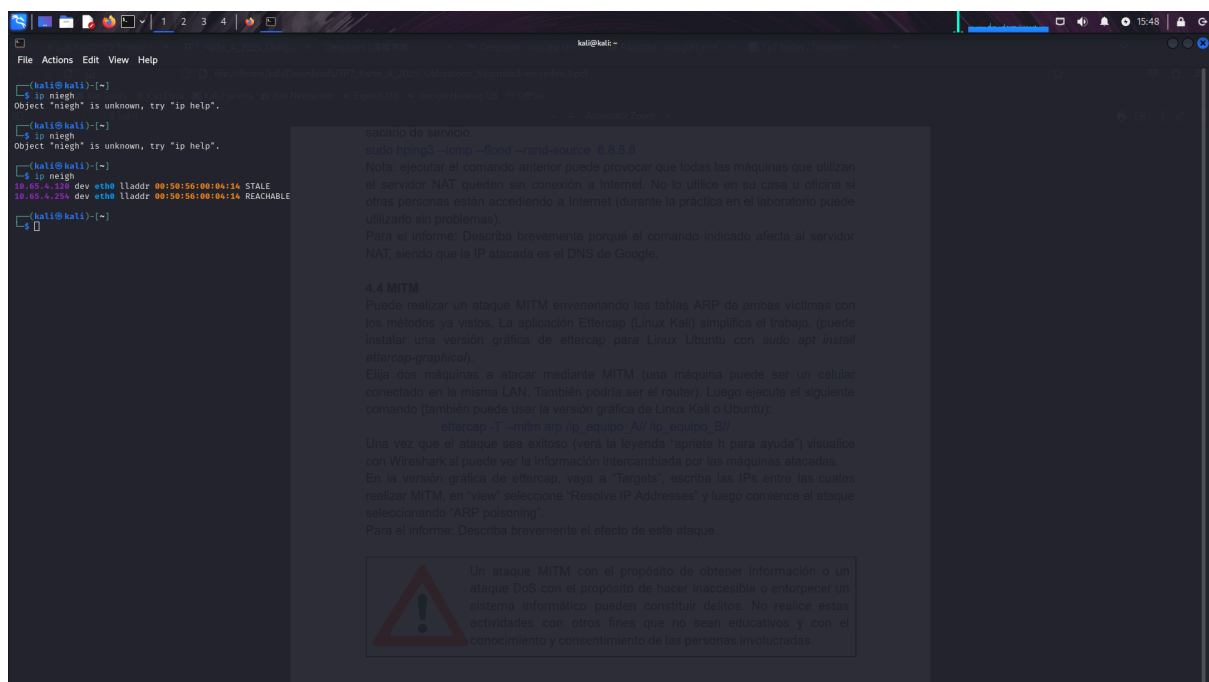 1 2 3 4
15:48
kali@kali: ~
File Actions Edit View Help
┌──(kali㉿kali)-[~]
└─$ ip niegh
Object "niegh" is unknown, try "ip help".
┌──(kali㉿kali)-[~]
└─$ ip niegh
Object "niegh" is unknown, try "ip help".
┌──(kali㉿kali)-[~]
└─$ ip neigh
10.65.4.120 dev eth0 lladdr 00:50:56:00:04:14 STALE
10.65.4.254 dev eth0 lladdr 00:50:56:00:04:14 REACHABLE
┌──(kali㉿kali)-[~]
└─$
sacarlo de servicio.
sudo hping3 --icmp --flood --rand-source 8.8.8.8
Nota: ejecutar el comando anterior puede provocar que todas las máquinas que utilizan
el servidor NAT queden sin conexión a Internet. No lo utilice en su casa u oficina si
otras personas están accediendo a Internet (durante la práctica en el laboratorio puede
utilizarlo sin problemas).
Para el informe: Describa brevemente porque el comando indicado afecta al servidor
NAT, siendo que la IP atacada es el DNS de Google.
4.4 MITM
Puede realizar un ataque MITM envenenando las tablas ARP de ambas víctimas con
los métodos ya vistos. La aplicación Ettercap (Linux Kali) simplifica el trabajo. (puede
instalar una versión gráfica de ettercap para Linux Ubuntu con sudo apt install
ettercap-graphical).
Elija dos máquinas a atacar mediante MITM (una máquina puede ser un celular
conectado en la misma LAN. También podría ser el router). Luego ejecute el siguiente
comando (también puede usar la versión gráfica de Linux Kali o Ubuntu):
ettercap -T --mitm arp /ip_equipo_A// /ip_equipo_B//
Una vez que el ataque sea exitoso (verá la leyenda "apriete h para ayuda") visualice
con Wireshark si puede ver la información intercambiada por las máquinas atacadas.
En la versión gráfica de ettercap, vaya a "Targets", escriba las IPs entre las cuales
realizar MITM, en "view" seleccione "Resolve IP Addresses" y luego comience el ataque
seleccionando "ARP poisoning".
Para el informe: Describa brevemente el efecto de este ataque.
Un ataque MITM con el propósito de obtener información o un
ataque DoS con el propósito de hacer inaccesible o entorpecer un
sistema informático pueden constituir delitos. No realice estas
actividades con otros fines que no sean educativos y con el
conocimiento y consentimiento de las personas involucradas.